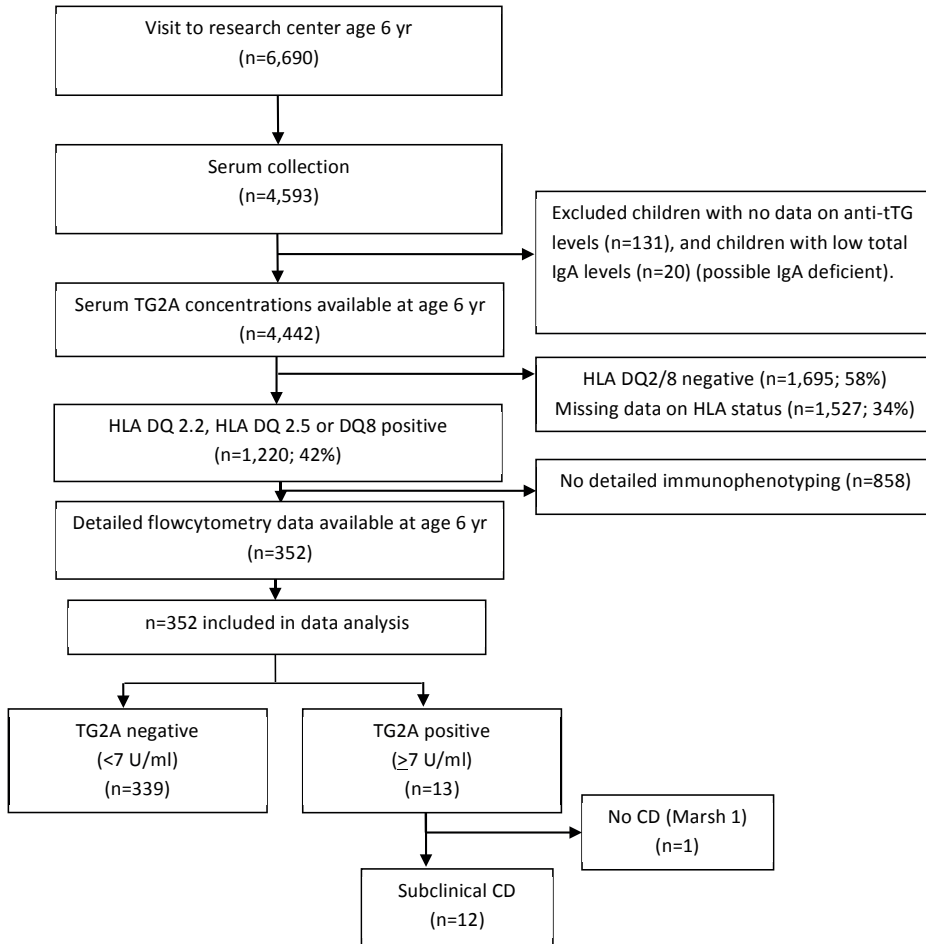 Visit to research center age 6 yr
(n=6,690)
Serum collection
(n=4,593)
Excluded children with no data on anti-tTG
levels (n=131), and children with low total
IgA levels (n=20) (possible IgA deficient).
Serum TG2A concentrations available at age 6 yr
(n=4,442)
HLA DQ2/8 negative (n=1,695; 58%)
Missing data on HLA status (n=1,527; 34%)
HLA DQ 2.2, HLA DQ 2.5 or DQ8 positive
(n=1,220; 42%)
No detailed immunophenotyping (n=858)
Detailed flowcytometry data available at age 6 yr
(n=352)
n=352 included in data analysis
TG2A negative
(<7 U/ml)
(n=339)
TG2A positive
(≥7 U/ml)
(n=13)
No CD (Marsh 1)
(n=1)
Subclinical CD
(n=12)